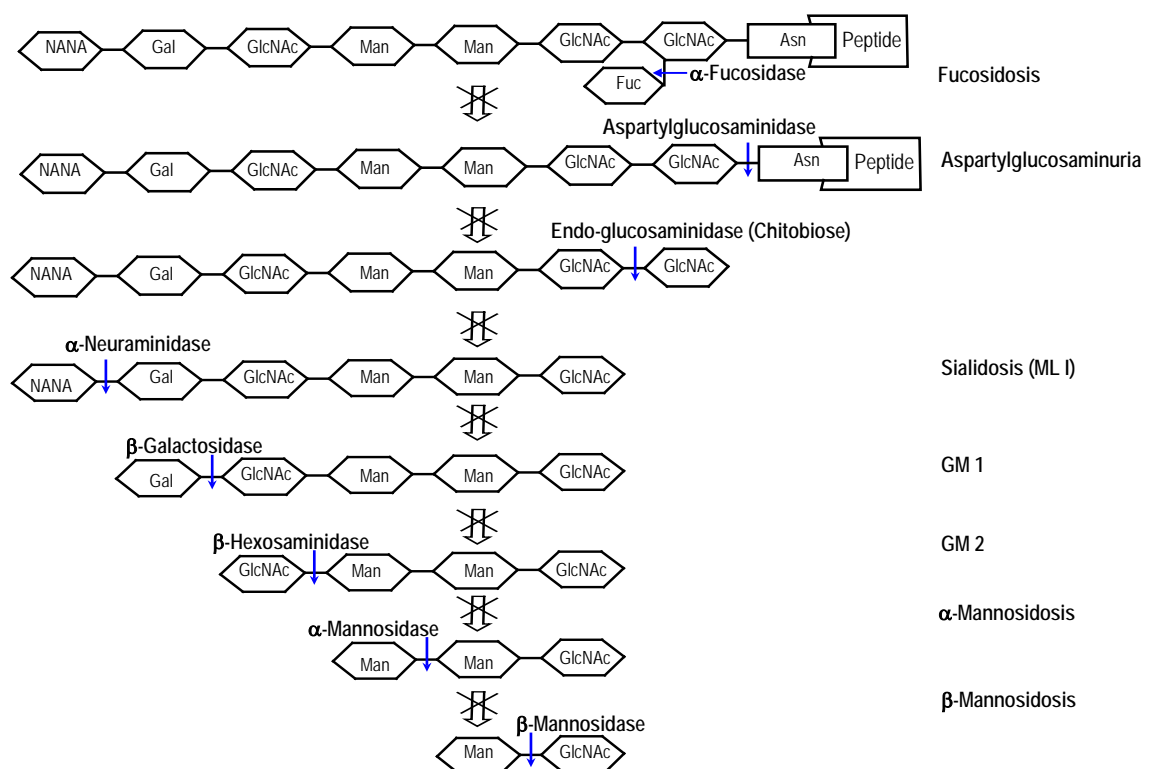 NANA Gal GlcNAc Man Man GlcNAc GlcNAc Asn Peptide
Fuc α-Fucosidase
Fucosidosis
Aspartylglucosaminidase
NANA Gal GlcNAc Man Man GlcNAc GlcNAc Asn Peptide
Aspartylglucosaminuria
Endo-glucosaminidase (Chitobiose)
NANA Gal GlcNAc Man Man GlcNAc GlcNAc
α-Neuraminidase
NANA Gal GlcNAc Man Man GlcNAc
Sialidosis (ML I)
β-Galactosidase
Gal GlcNAc Man Man GlcNAc
GM 1
β-Hexosaminidase
GM 2
GlcNAc Man Man GlcNAc
α-Mannosidase
α-Mannosidosis
Man Man GlcNAc
β-Mannosidosis
β-Mannosidase
Man GlcNAc